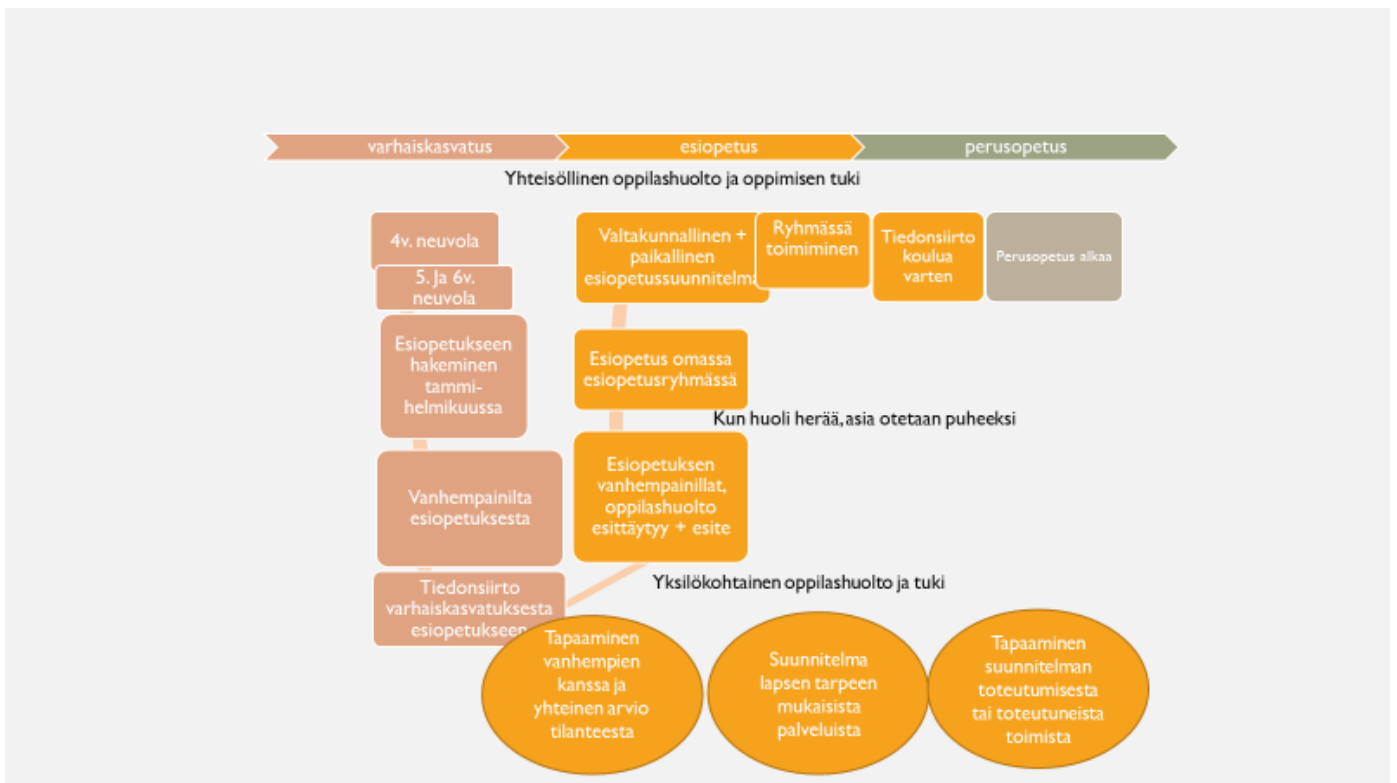 varhaiskasvatus
esiopetus
perusopetus
Yhteisöllinen oppilashuolto ja oppimisen tuki
4v. neuvola
5. Ja 6v.
neuvola
Esiopetukseen
hakeminen
tammi-
helmikuussa
Vanhempainilta
esiopetuksesta
Tiedonsiirto
varhaiskasvatuksesta
esiopetukseen
Valtakunnallinen +
paikallinen
esiopetussuunnitelma
Ryhmässä
toimiminen
Tiedonsiirto
koulua
varten
Perusopetus alkaa
Esiopetus omassa
esiopetusryhmässä
Kun huoli herää, asia otetaan puheeksi
Esiopetuksen
vanhempainillat,
oppilashuolto
esittäytyy + esite
Yksilökohtainen oppilashuolto ja tuki
Tapaaminen
vanhempien
kanssa ja
yhteinen arvio
tilanteesta
Suunnitelma
lapsen tarpeen
mukaisista
palveluista
Tapaaminen
suunnitelman
toteutumisesta
tai toteutuneista
toimista